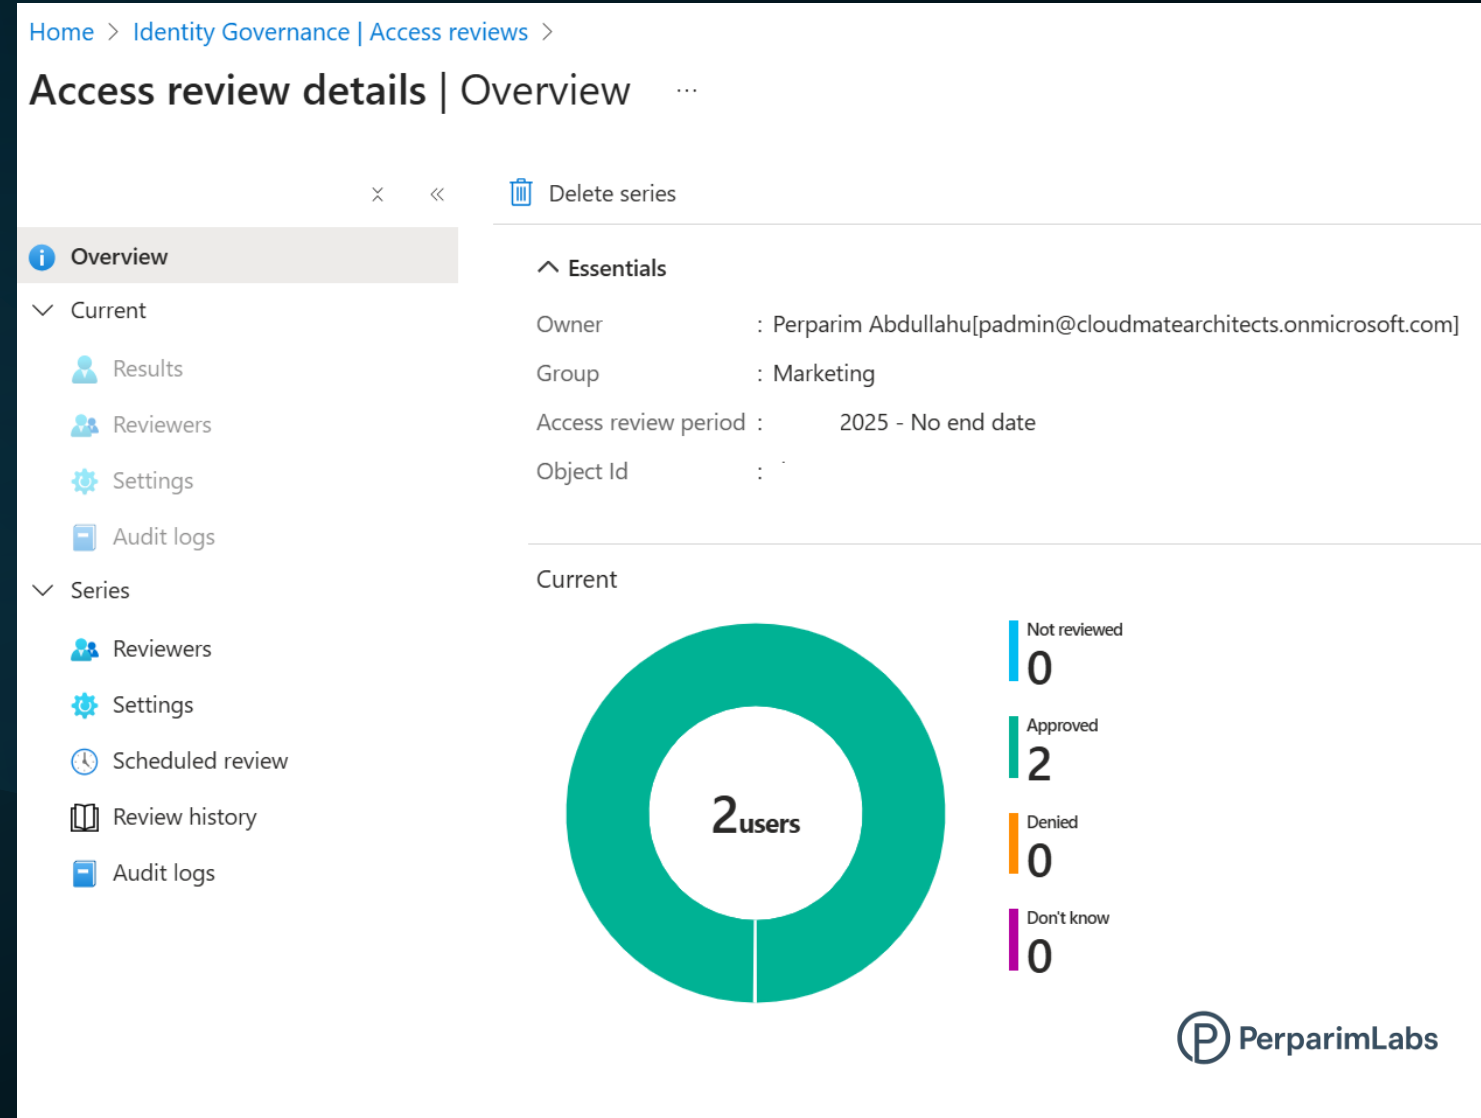 Home > Identity Governance | Access reviews >
Access review details | Overview ...
Delete series
Overview
Current
Results
Reviewers
Settings
Audit logs
Series
Reviewers
Settings
Scheduled review
Review history
Audit logs
Essentials
Owner : Perparim Abdullahu[padmin@cloudmatearchitects.onmicrosoft.com]
Group : Marketing
Access review period : 2025 - No end date
Object Id :
Current
2 users
Not reviewed
0
Approved
2
Denied
0
Don't know
0
PerparimLabs